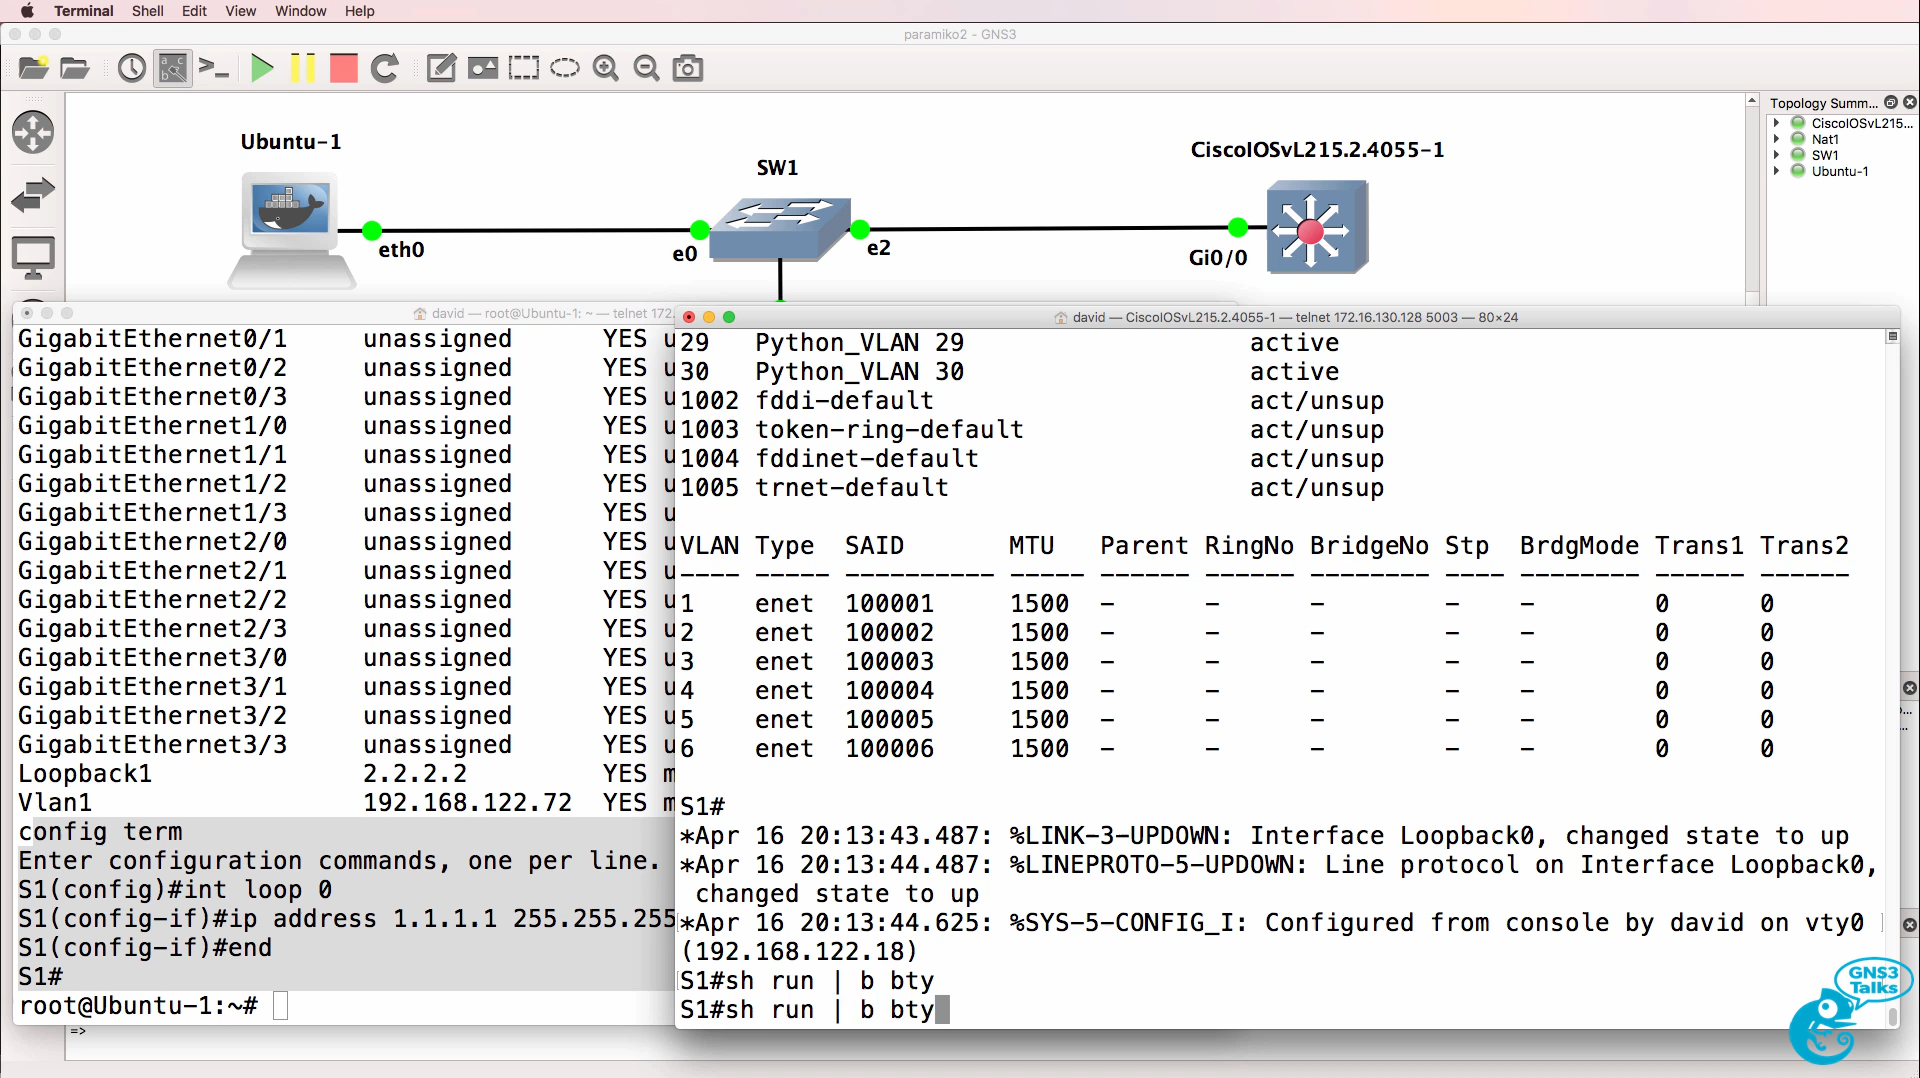 Terminal Shell Edit View Window Help
paramiko2 - GNS3
Ubuntu-1
SW1
CiscoIOSvL215.2.4055-1
eth0
e0
e2
Gi0/0
Topology Summ...
CiscoIOSvL215...
Nat1
SW1
Ubuntu-1
david — root@Ubuntu-1: ~ — telnet 172.
GigabitEthernet0/1 unassigned YES u
GigabitEthernet0/2 unassigned YES u
GigabitEthernet0/3 unassigned YES u
GigabitEthernet1/0 unassigned YES u
GigabitEthernet1/1 unassigned YES u
GigabitEthernet1/2 unassigned YES u
GigabitEthernet1/3 unassigned YES u
GigabitEthernet2/0 unassigned YES u
GigabitEthernet2/1 unassigned YES u
GigabitEthernet2/2 unassigned YES u
GigabitEthernet2/3 unassigned YES u
GigabitEthernet3/0 unassigned YES u
GigabitEthernet3/1 unassigned YES u
GigabitEthernet3/2 unassigned YES u
GigabitEthernet3/3 unassigned YES u
Loopback1 2.2.2.2 YES m
Vlan1 192.168.122.72 YES m
config term
Enter configuration commands, one per line.
S1(config)#int loop 0
S1(config-if)#ip address 1.1.1.1 255.255.255
S1(config-if)#end
S1#
root@Ubuntu-1:~#
=>
david — CiscoIOSvL215.2.4055-1 — telnet 172.16.130.128 5003 — 80×24
29 Python_VLAN 29 active
30 Python_VLAN 30 active
1002 fddi-default act/unsup
1003 token-ring-default act/unsup
1004 fddinet-default act/unsup
1005 trnet-default act/unsup
VLAN Type SAID MTU Parent RingNo BridgeNo Stp BrdgMode Trans1 Trans2
---- ----- ---------- ----- ------ ------ -------- ---- -------- ------ ------
1 enet 100001 1500 - - - - - 0 0
2 enet 100002 1500 - - - - - 0 0
3 enet 100003 1500 - - - - - 0 0
4 enet 100004 1500 - - - - - 0 0
5 enet 100005 1500 - - - - - 0 0
6 enet 100006 1500 - - - - - 0 0
S1#
*Apr 16 20:13:43.487: %LINK-3-UPDOWN: Interface Loopback0, changed state to up
*Apr 16 20:13:44.487: %LINEPROTO-5-UPDOWN: Line protocol on Interface Loopback0,
changed state to up
*Apr 16 20:13:44.625: %SYS-5-CONFIG_I: Configured from console by david on vty0
(192.168.122.18)
S1#sh run | b bty
S1#sh run | b bty
GNS3
Talks